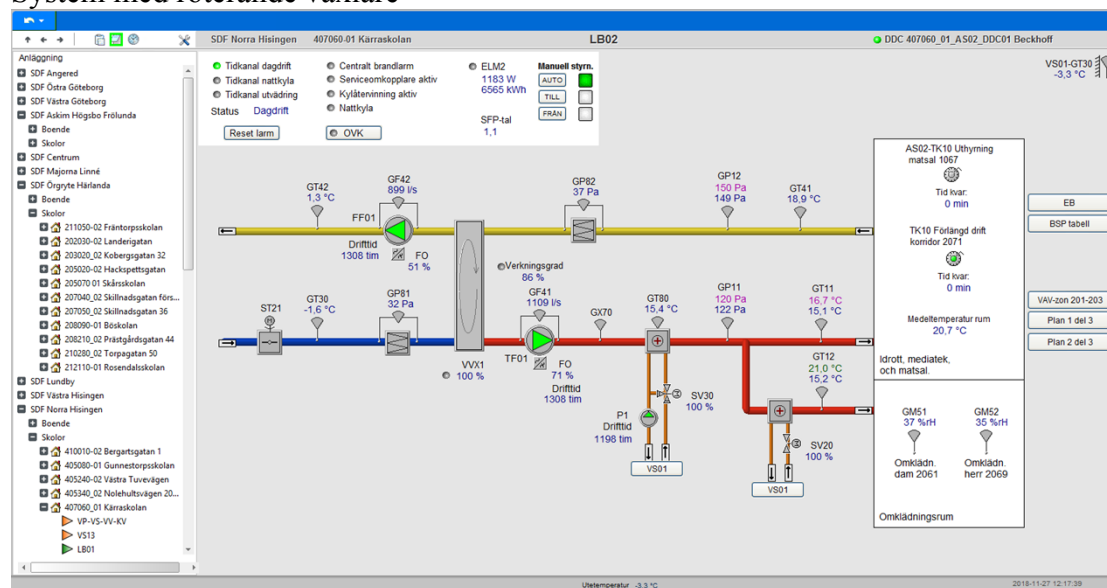 System med roterande växlare
SDF Norra Hisingen
407060-01 Kärraskolan
LB02
DDC 407060_01_AS02_DDC01 Beckhoff
Anläggning
SDF Angered
SDF Östra Göteborg
SDF Västra Göteborg
SDF Askim Högsbo Frölunda
Boende
Skolor
SDF Centrum
SDF Majorna Linné
SDF Örgryte Härlanda
Boende
Skolor
211050-02 Fräntorpsskolan
202030-02 Landerigatan
203020_02 Kobergsgatan 32
205020-02 Hackspettsgatan
205070 01 Skårsskolan
207040_02 Skillnadsgatan förs...
207050_02 Skillnadsgatan 36
208090-01 Böskolan
208210_02 Prästgårdsgatan 44
210280_02 Torpagatan 50
212110-01 Rosendalsskolan
SDF Lundby
SDF Västra Hisingen
SDF Norra Hisingen
Boende
Skolor
410010-02 Bergartsgatan 1
405080-01 Gunnestorpsskolan
405240-02 Västra Tuvevägen
405340_02 Nolehultsvägen 20...
407060_01 Kärraskolan
VP-VS-VV-KV
VS13
LB01
Tidkanal dagdrift
Tidkanal nattkyla
Tidkanal utvädring
Status Dagdrift
Reset larm
Centralt brandlarm
Serviceomkopplare aktiv
Kylåtervinning aktiv
Nattkyla
OVK
ELM2
1183 W
6565 kWh
SFP-tal
1,1
Manuell styrn.
AUTO
TILL
FRÅN
VS01-GT30
-3,3 °C
GT42
1,3 °C
GF42
899 l/s
FF01
Drifttid
1308 tim
FO
51 %
GP82
37 Pa
GP12
150 Pa
149 Pa
GT41
18,9 °C
Verkningsgrad
86 %
ST21
GT30
-1,6 °C
GP81
32 Pa
VVX1
100 %
GF41
1109 l/s
TF01
FO
71 %
Drifttid
1308 tim
GX70
GT80
15,4 °C
GP11
120 Pa
122 Pa
GT11
16,7 °C
15,1 °C
GT12
21,0 °C
15,2 °C
P1
Drifttid
1198 tim
SV30
100 %
VS01
SV20
100 %
VS01
AS02-TK10 Uthyrning
matsal 1067
Tid kvar:
0 min
TK10 Förlängd drift
korridor 2071
Tid kvar:
0 min
Medeltemperatur rum
20,7 °C
Idrott, mediatek,
och matsal.
GM51
37 %rH
Omklädn.
dam 2061
GM52
35 %rH
Omklädn.
herr 2069
Omklädningsrum
EB
BSP tabell
VAV-zon 201-203
Plan 1 del 3
Plan 2 del 3
Utetemperatur -3,3 °C
2018-11-27 12:17:39